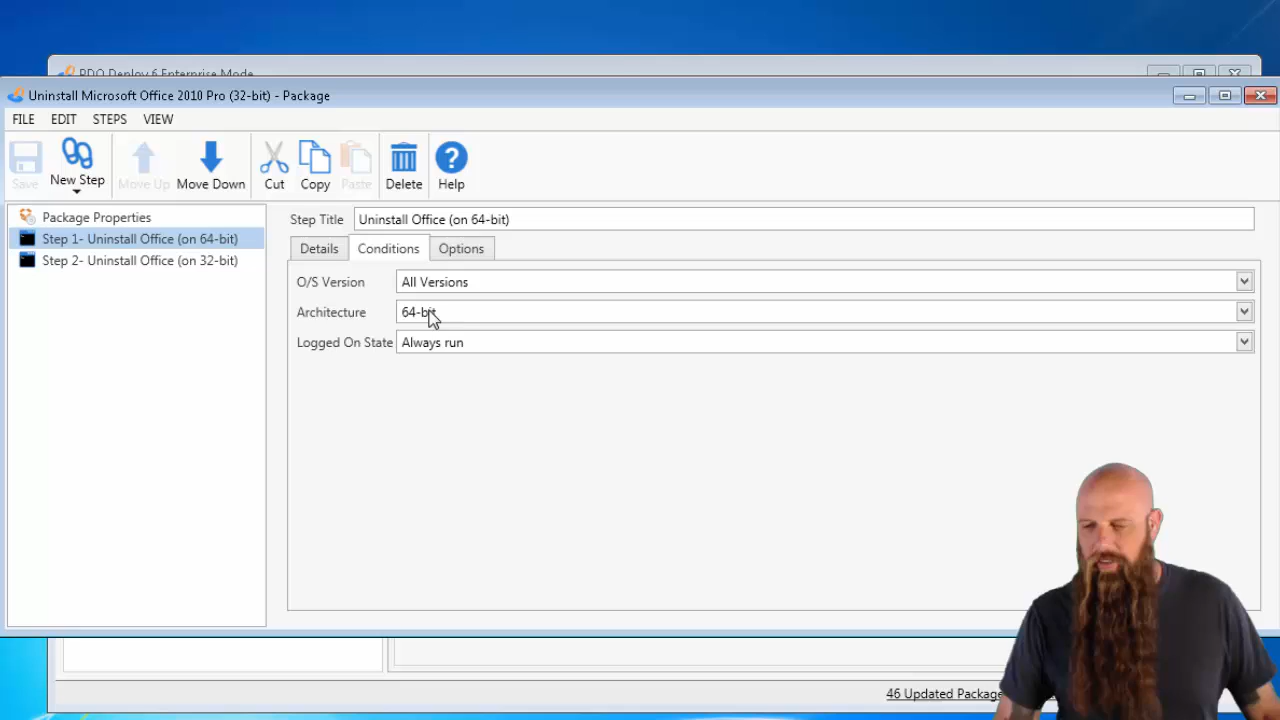 PDQ Deploy 6 Enterprise Mode
Uninstall Microsoft Office 2010 Pro (32-bit) - Package
FILE EDIT STEPS VIEW
Save New Step Move Up Move Down Cut Copy Paste Delete Help
Package Properties
Step 1- Uninstall Office (on 64-bit)
Step 2- Uninstall Office (on 32-bit)
Step Title Uninstall Office (on 64-bit)
Details Conditions Options
O/S Version All Versions
Architecture 64-bit
Logged On State Always run
46 Updated Package